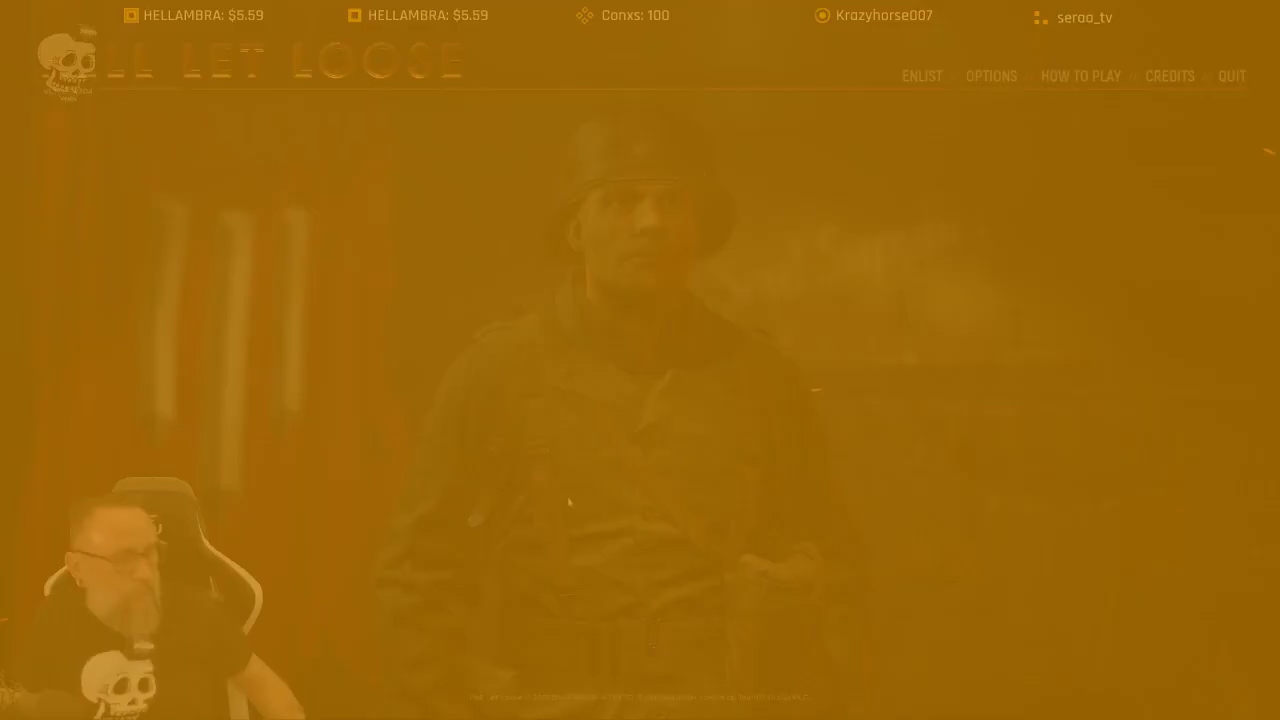 HELLAMBRA: $5.59
HELLAMBRA: $5.59
Conxs: 100
Krazyhorse007
seraa_tv
LL LET LOOSE
ENLIST
OPTIONS
HOW TO PLAY
CREDITS
QUIT